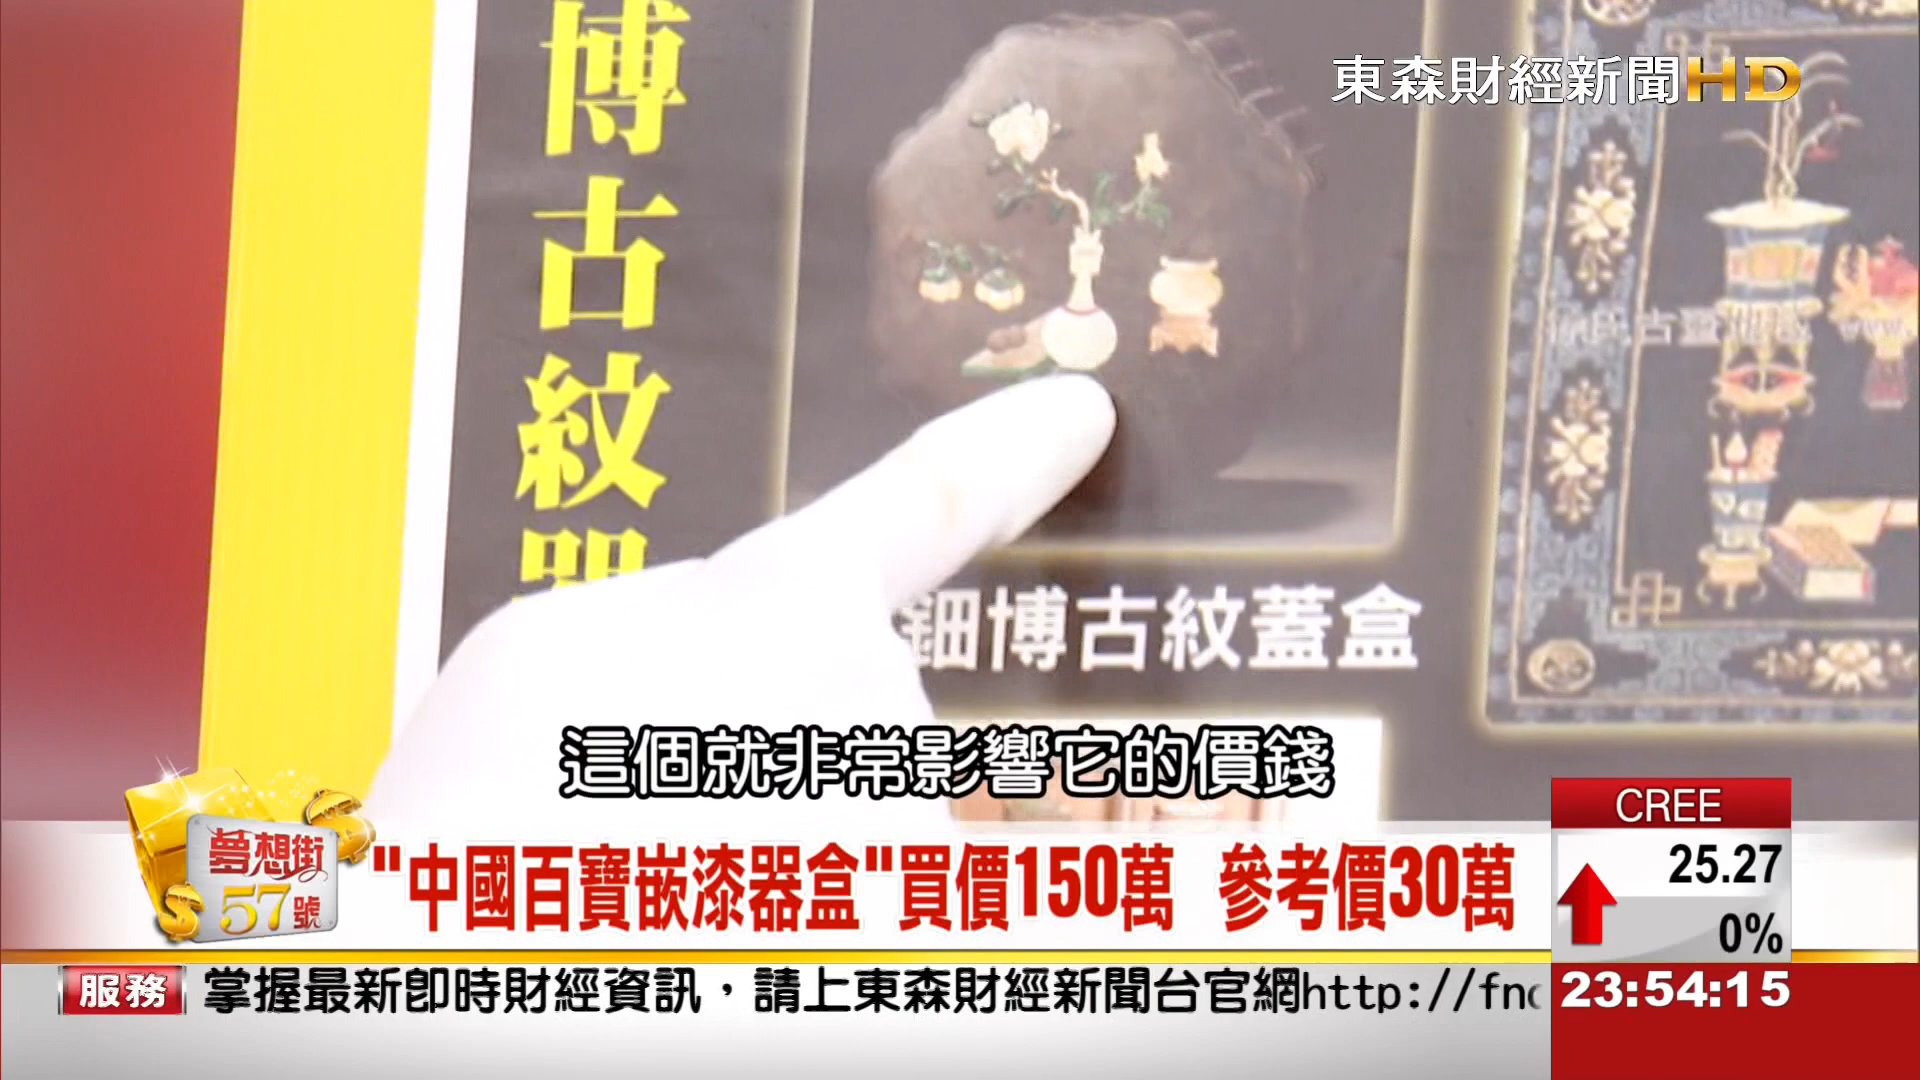 東森財經新聞HD
博古紋器
鈿博古紋蓋盒
這個就非常影響它的價錢
夢想街
57號
"中國百寶嵌漆器盒"買價150萬 參考價30萬
CREE
25.27
0%
服務 掌握最新即時財經資訊，請上東森財經新聞台官網http://fnc
23:54:15